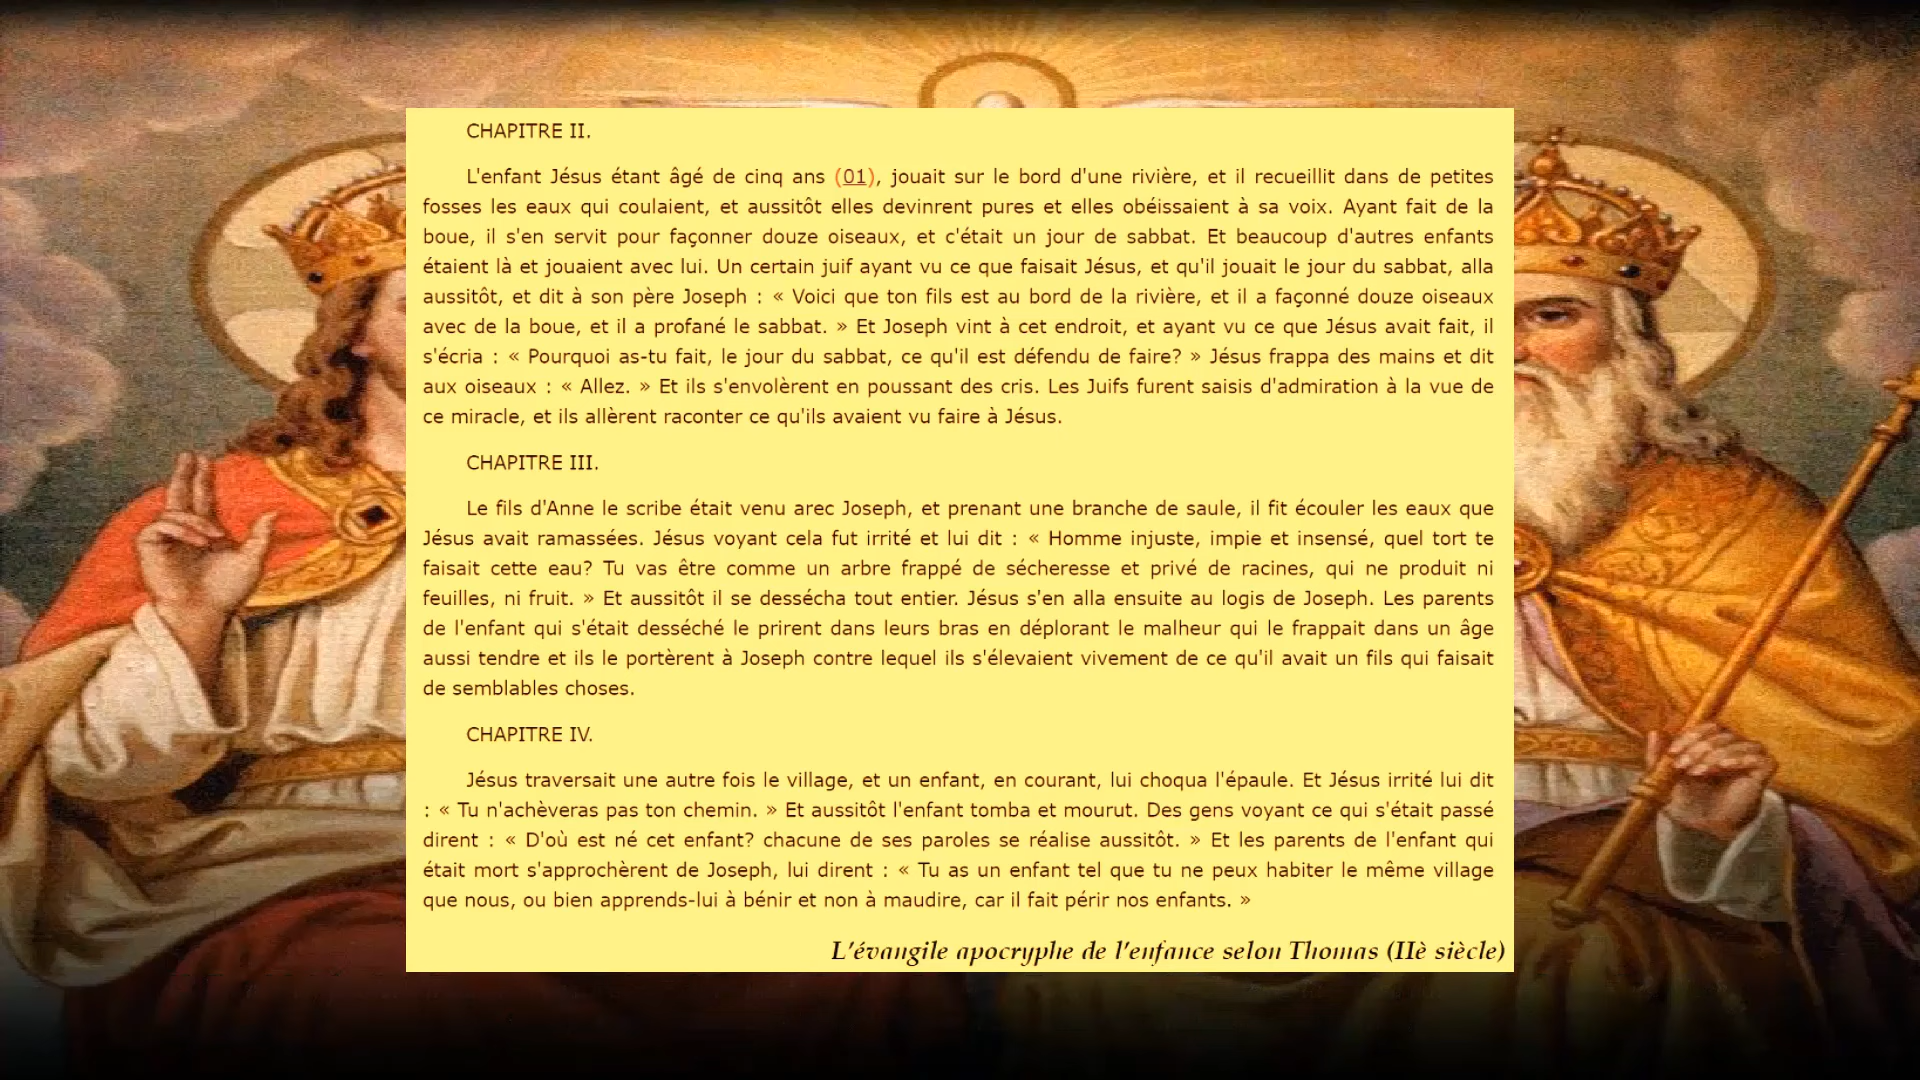 CHAPITRE II.
L'enfant Jésus étant âgé de cinq ans (01), jouait sur le bord d'une rivière, et il recueillit dans de petites
fosses les eaux qui coulaient, et aussitôt elles devinrent pures et elles obéissaient à sa voix. Ayant fait de la
boue, il s'en servit pour façonner douze oiseaux, et c'était un jour de sabbat. Et beaucoup d'autres enfants
étaient là et jouaient avec lui. Un certain juif ayant vu ce que faisait Jésus, et qu'il jouait le jour du sabbat, alla
aussitôt, et dit à son père Joseph : « Voici que ton fils est au bord de la rivière, et il a façonné douze oiseaux
avec de la boue, et il a profané le sabbat. » Et Joseph vint à cet endroit, et ayant vu ce que Jésus avait fait, il
s'écria : « Pourquoi as-tu fait, le jour du sabbat, ce qu'il est défendu de faire? » Jésus frappa des mains et dit
aux oiseaux : « Allez. » Et ils s'envolèrent en poussant des cris. Les Juifs furent saisis d'admiration à la vue de
ce miracle, et ils allèrent raconter ce qu'ils avaient vu faire à Jésus.
CHAPITRE III.
Le fils d'Anne le scribe était venu arec Joseph, et prenant une branche de saule, il fit écouler les eaux que
Jésus avait ramassées. Jésus voyant cela fut irrité et lui dit : « Homme injuste, impie et insensé, quel tort te
faisait cette eau? Tu vas être comme un arbre frappé de sécheresse et privé de racines, qui ne produit ni
feuilles, ni fruit. » Et aussitôt il se dessécha tout entier. Jésus s'en alla ensuite au logis de Joseph. Les parents
de l'enfant qui s'était desséché le prirent dans leurs bras en déplorant le malheur qui le frappait dans un âge
aussi tendre et ils le portèrent à Joseph contre lequel ils s'élevaient vivement de ce qu'il avait un fils qui faisait
de semblables choses.
CHAPITRE IV.
Jésus traversait une autre fois le village, et un enfant, en courant, lui choqua l'épaule. Et Jésus irrité lui dit
: « Tu n'achèveras pas ton chemin. » Et aussitôt l'enfant tomba et mourut. Des gens voyant ce qui s'était passé
dirent : « D'où est né cet enfant? chacune de ses paroles se réalise aussitôt. » Et les parents de l'enfant qui
était mort s'approchèrent de Joseph, lui dirent : « Tu as un enfant tel que tu ne peux habiter le même village
que nous, ou bien apprends-lui à bénir et non à maudire, car il fait périr nos enfants. »
L'évangile apocryphe de l'enfance selon Thomas (IIè siècle)